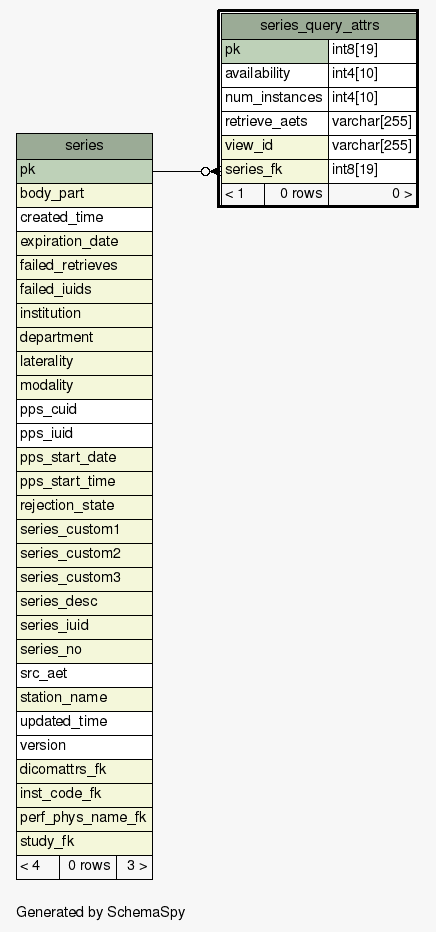 series_query_attrs
pk int8[19]
availability int4[10]
num_instances int4[10]
retrieve_aets varchar[255]
view_id varchar[255]
series_fk int8[19]
< 1 0 rows 0 >
series
pk
body_part
created_time
expiration_date
failed_retrieves
failed_iuids
institution
department
laterality
modality
pps_cuid
pps_iuid
pps_start_date
pps_start_time
rejection_state
series_custom1
series_custom2
series_custom3
series_desc
series_iuid
series_no
src_aet
station_name
updated_time
version
dicomattrs_fk
inst_code_fk
perf_phys_name_fk
study_fk
< 4 0 rows 3 >
Generated by SchemaSpy